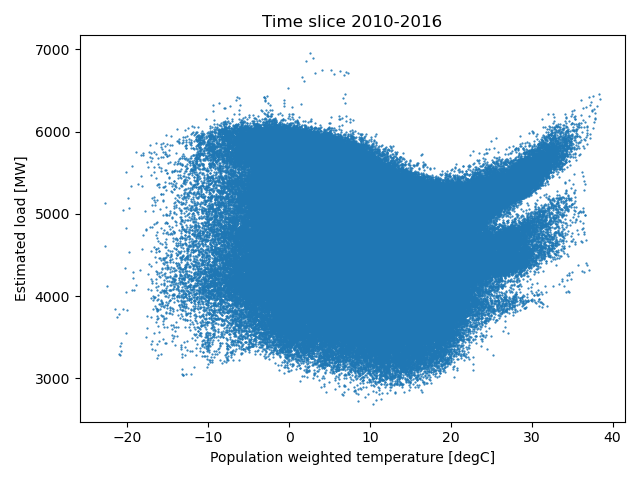 Time slice 2010-2016
Estimated load [MW]
7000
6000
5000
4000
3000
−20 −10 0 10 20 30 40
Population weighted temperature [degC]